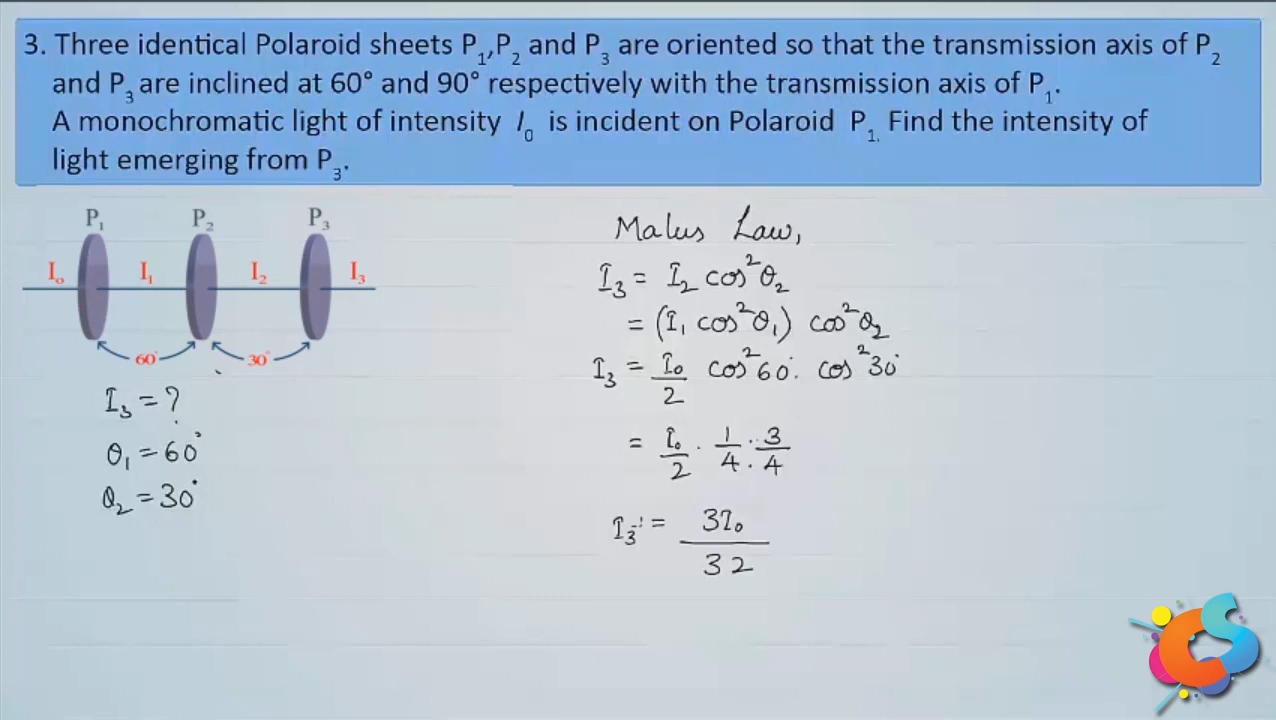 3. Three identical Polaroid sheets P₁,P₂ and P₃ are oriented so that the transmission axis of P₂
and P₃ are inclined at 60° and 90° respectively with the transmission axis of P₁.
A monochromatic light of intensity I₀ is incident on Polaroid P₁. Find the intensity of
light emerging from P₃.
P₁ P₂ P₃
I₀ I₁ I₂ I₃
60° 30°
I₃ = ?
θ₁ = 60°
θ₂ = 30°
Malus Law,
I₃ = I₂ cos²θ₂
= (I₁ cos²θ₁) cos²θ₂
I₃ = I₀/2 cos²60°. cos²30°
= I₀/2 . 1/4 . 3/4
I₃ = 3I₀/32
CS